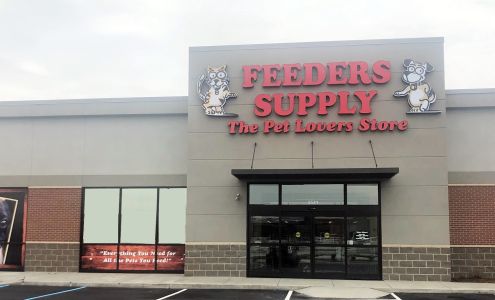 FEEDERS
SUPPLY
The Pet Lovers Store
"Everything You Need for
All the Pets You Feed!"